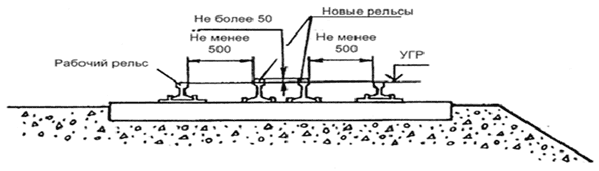 Не более 50
Новые рельсы
Не менее
500
Не менее
500
УГР
Рабочий рельс